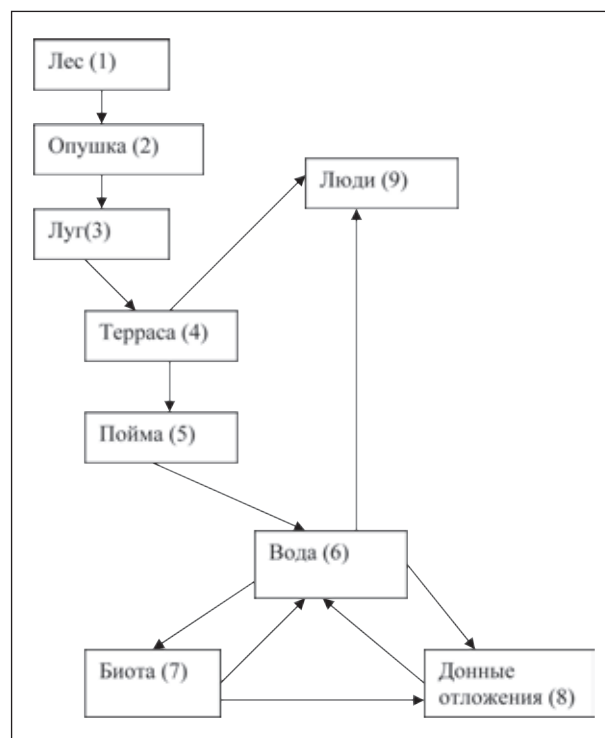 Лес (1)
Опушка (2)
Люди (9)
Луг(3)
Терраса (4)
Пойма (5)
Вода (6)
Биота (7)
Донные
отложения (8)